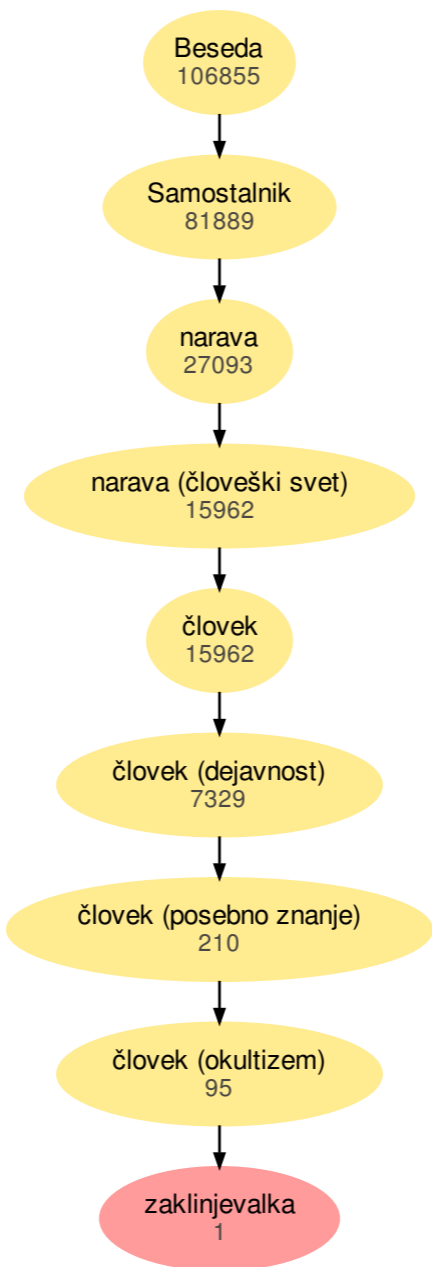 Beseda
106855
Samostalnik
81889
narava
27093
narava (človeški svet)
15962
človek
15962
človek (dejavnost)
7329
človek (posebno znanje)
210
človek (okultizem)
95
zaklinjevalka
1